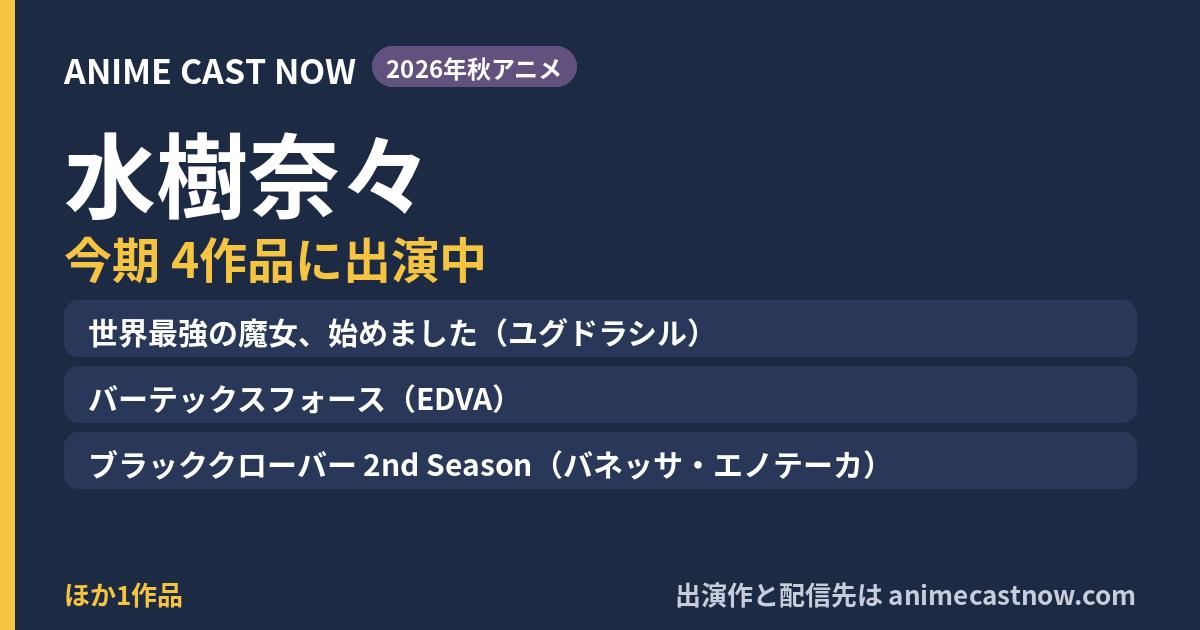 ANIME CAST NOW 2026年秋アニメ
水樹奈々
今期 4作品に出演中
世界最強の魔女、始めました（ユグドラシル）
バーテックスフォース（EDVA）
ブラッククローバー 2nd Season（バネッサ・エノテーカ）
ほか1作品
出演作と配信先は animecastnow.com